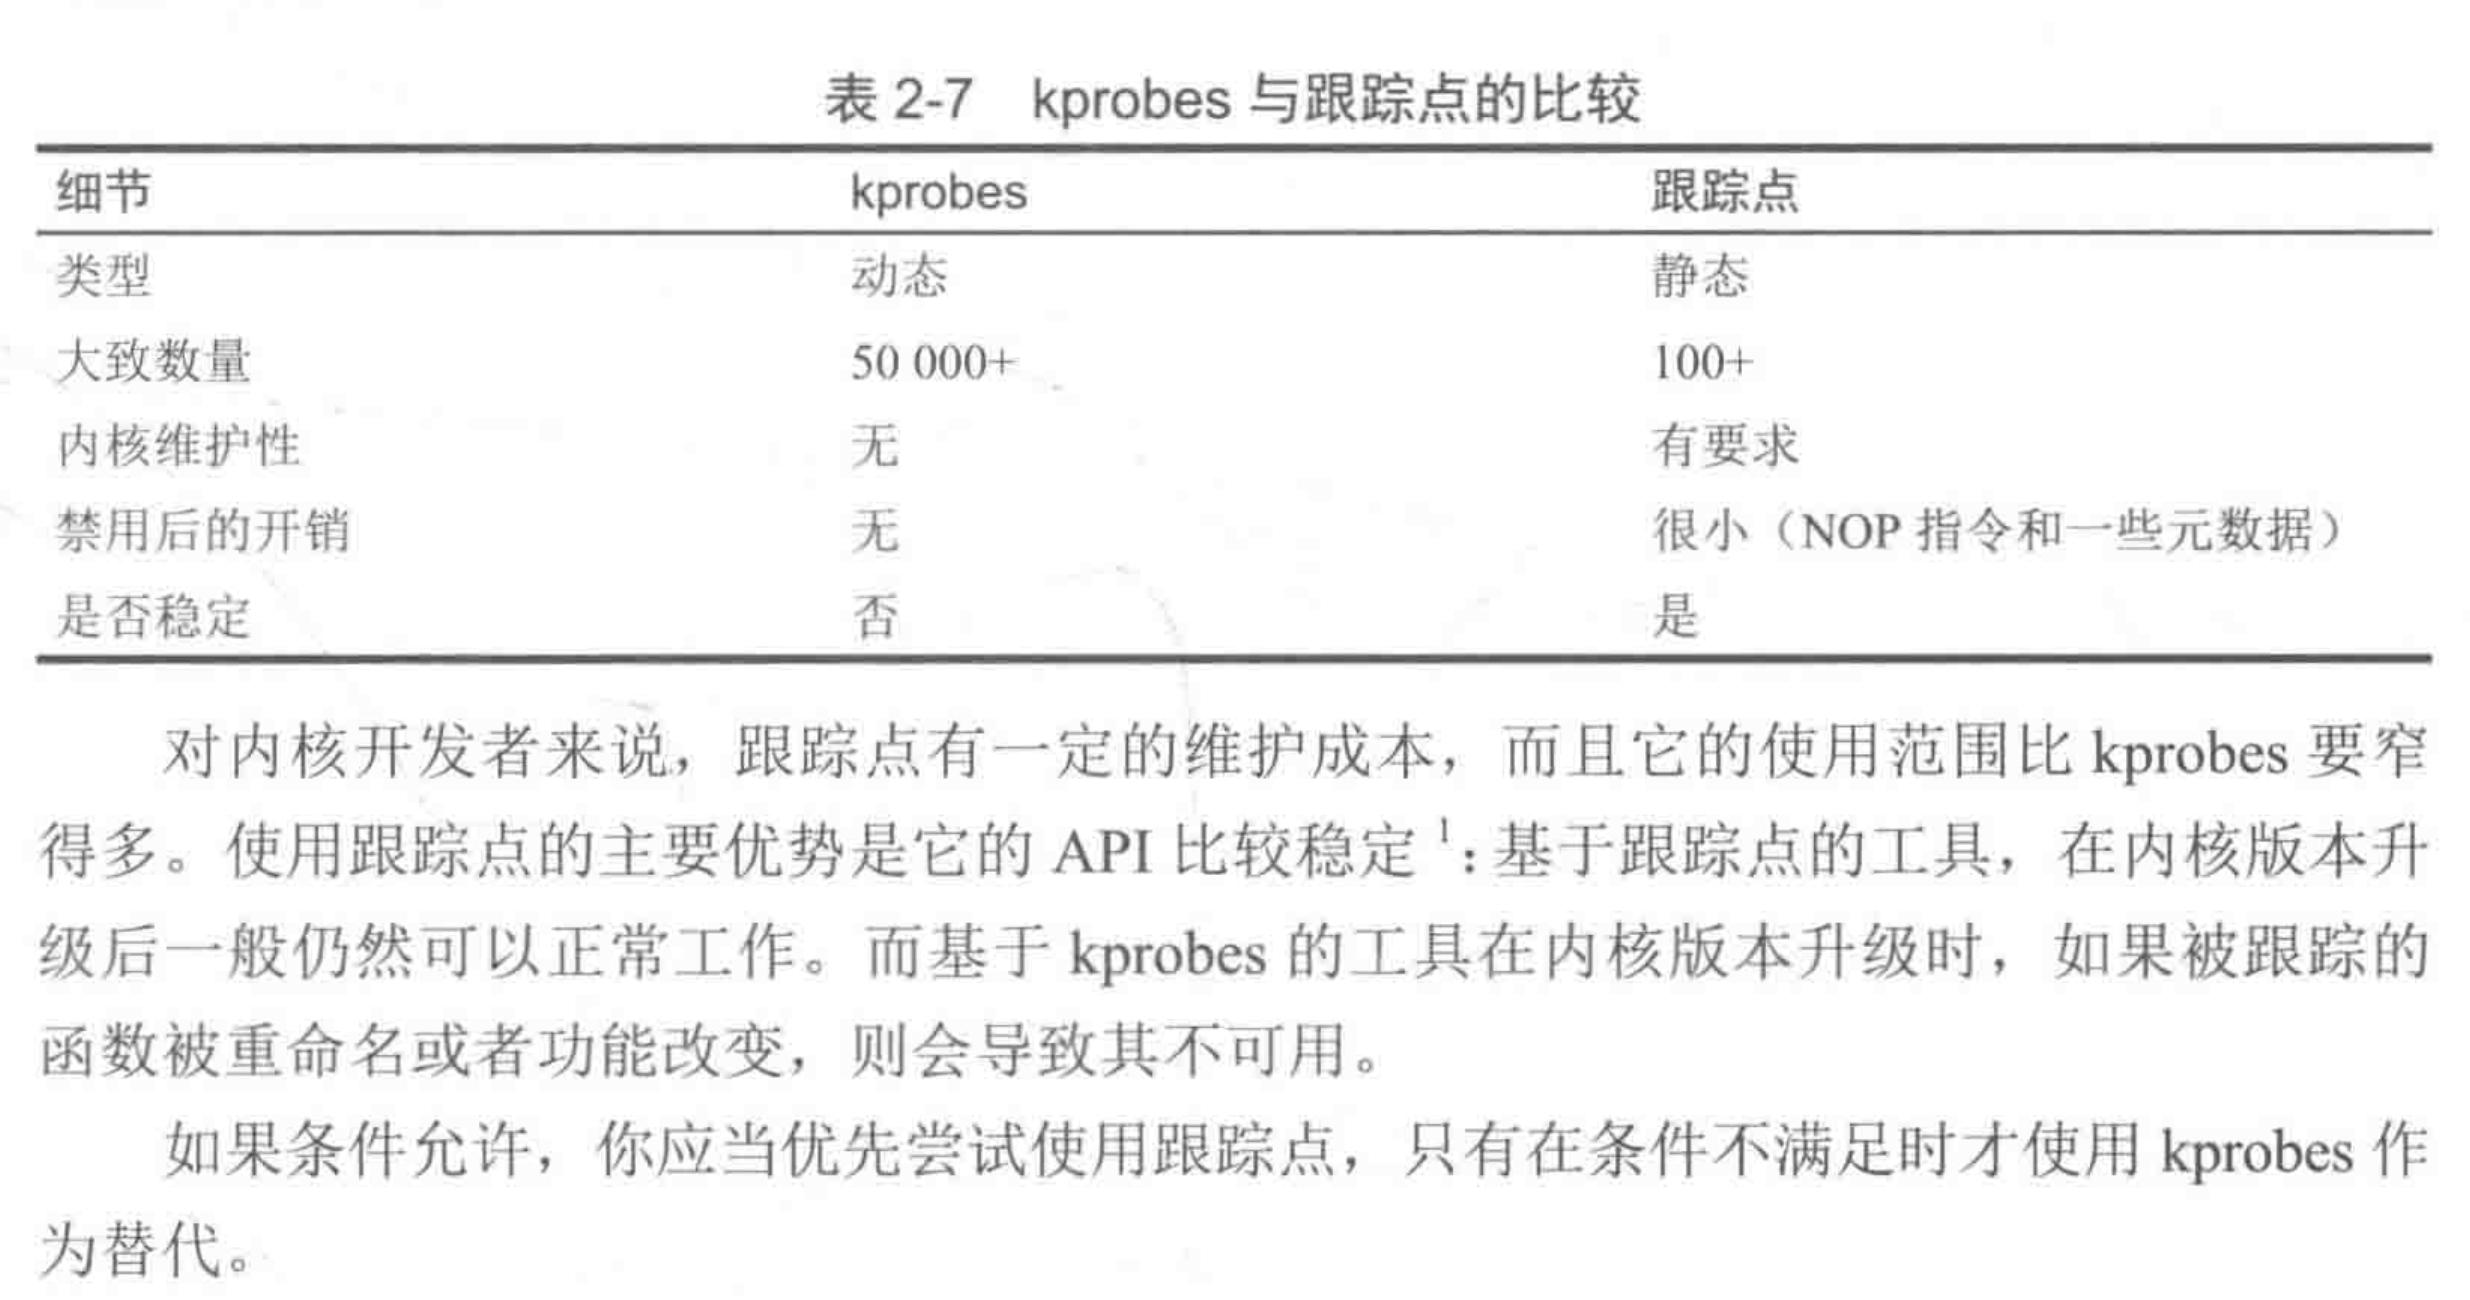 表 2-7 kprobes 与跟踪点的比较
细节 kprobes 跟踪点
类型 动态 静态
大致数量 50 000+ 100+
内核维护性 无 有要求
禁用后的开销 无 很小（NOP 指令和一些元数据）
是否稳定 否 是
对内核开发者来说，跟踪点有一定的维护成本，而且它的使用范围比 kprobes 要窄
得多。使用跟踪点的主要优势是它的 API 比较稳定 1：基于跟踪点的工具，在内核版本升
级后一般仍然可以正常工作。而基于 kprobes 的工具在内核版本升级时，如果被跟踪的
函数被重命名或者功能改变，则会导致其不可用。
如果条件允许，你应当优先尝试使用跟踪点，只有在条件不满足时才使用 kprobes 作
为替代。